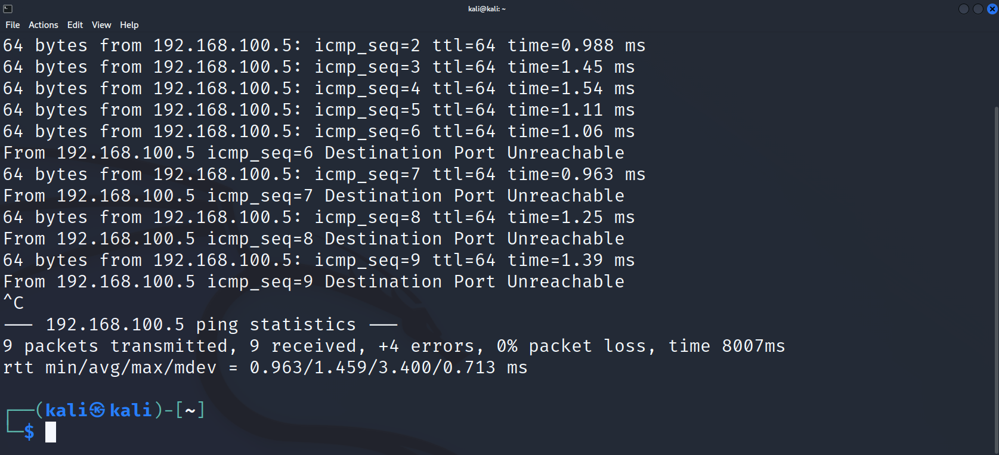 kali@kali: ~
File Actions Edit View Help
64 bytes from 192.168.100.5: icmp_seq=2 ttl=64 time=0.988 ms
64 bytes from 192.168.100.5: icmp_seq=3 ttl=64 time=1.45 ms
64 bytes from 192.168.100.5: icmp_seq=4 ttl=64 time=1.54 ms
64 bytes from 192.168.100.5: icmp_seq=5 ttl=64 time=1.11 ms
64 bytes from 192.168.100.5: icmp_seq=6 ttl=64 time=1.06 ms
From 192.168.100.5 icmp_seq=6 Destination Port Unreachable
64 bytes from 192.168.100.5: icmp_seq=7 ttl=64 time=0.963 ms
From 192.168.100.5 icmp_seq=7 Destination Port Unreachable
64 bytes from 192.168.100.5: icmp_seq=8 ttl=64 time=1.25 ms
From 192.168.100.5 icmp_seq=8 Destination Port Unreachable
64 bytes from 192.168.100.5: icmp_seq=9 ttl=64 time=1.39 ms
From 192.168.100.5 icmp_seq=9 Destination Port Unreachable
^C
--- 192.168.100.5 ping statistics ---
9 packets transmitted, 9 received, +4 errors, 0% packet loss, time 8007ms
rtt min/avg/max/mdev = 0.963/1.459/3.400/0.713 ms
┌──(kali㉿kali)-[~]
└─$